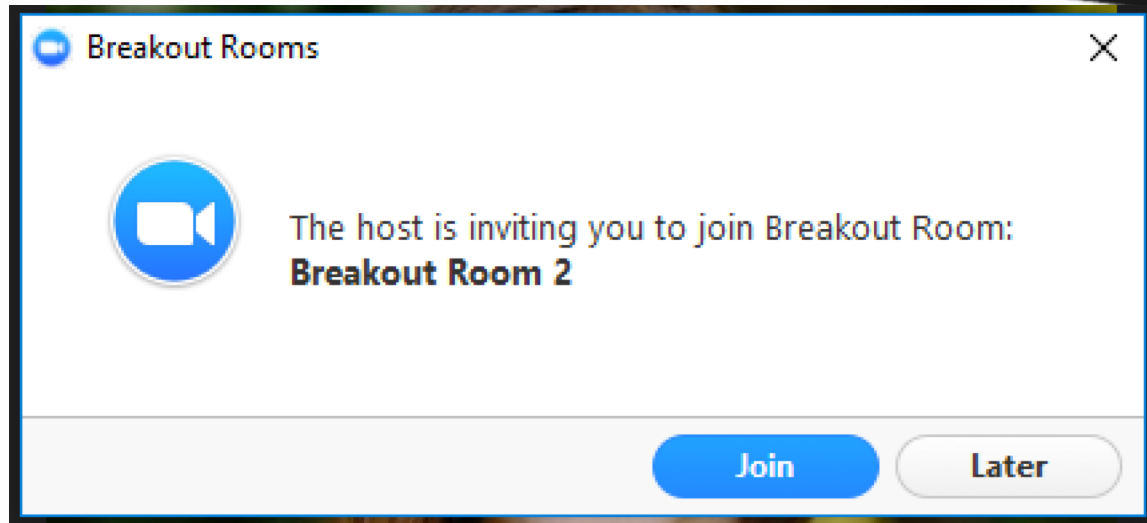 Breakout Rooms
The host is inviting you to join Breakout Room:
Breakout Room 2
Join
Later